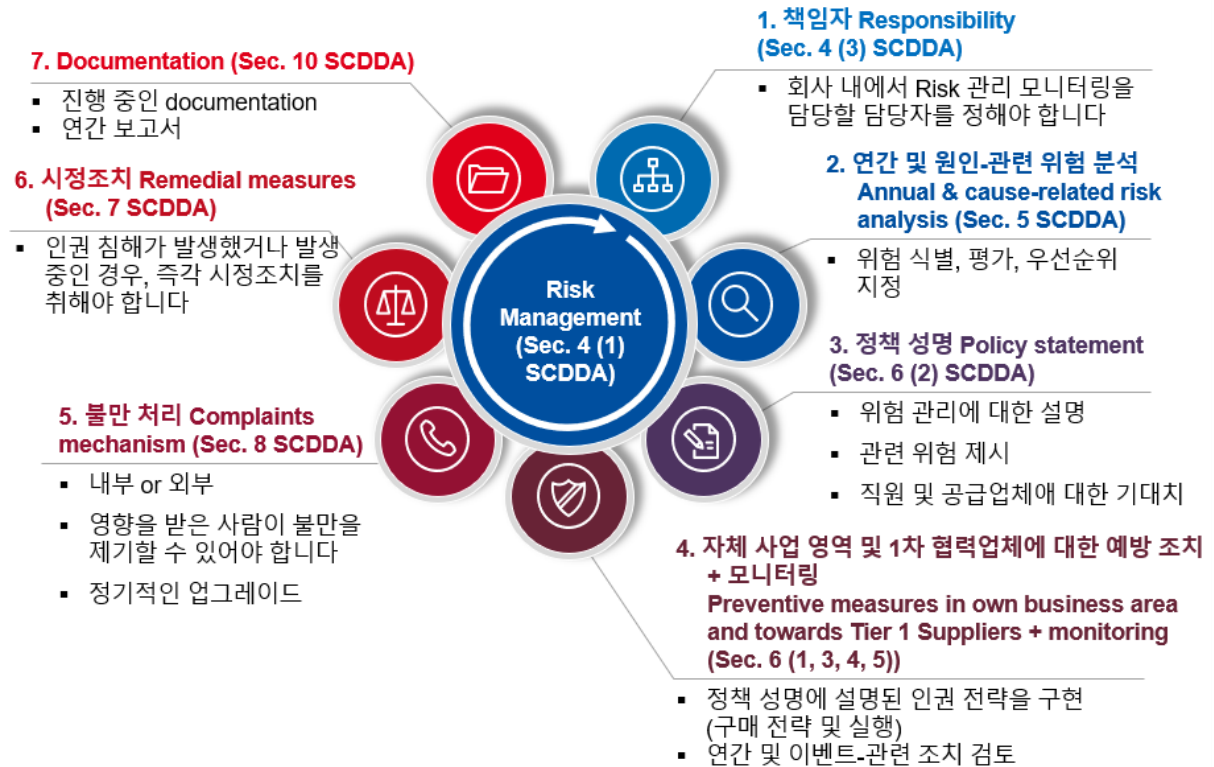 1. 책임자 Responsibility
(Sec. 4 (3) SCDDA)
▪ 회사 내에서 Risk 관리 모니터링을
담당할 담당자를 정해야 합니다
2. 연간 및 원인-관련 위험 분석
Annual & cause-related risk
analysis (Sec. 5 SCDDA)
▪ 위험 식별, 평가, 우선순위
지정
3. 정책 성명 Policy statement
(Sec. 6 (2) SCDDA)
▪ 위험 관리에 대한 설명
▪ 관련 위험 제시
▪ 직원 및 공급업체애 대한 기대치
4. 자체 사업 영역 및 1차 협력업체에 대한 예방 조치
+ 모니터링
Preventive measures in own business area
and towards Tier 1 Suppliers + monitoring
(Sec. 6 (1, 3, 4, 5))
▪ 정책 성명에 설명된 인권 전략을 구현
(구매 전략 및 실행)
▪ 연간 및 이벤트-관련 조치 검토
5. 불만 처리 Complaints
mechanism (Sec. 8 SCDDA)
▪ 내부 or 외부
▪ 영향을 받은 사람이 불만을
제기할 수 있어야 합니다
▪ 정기적인 업그레이드
6. 시정조치 Remedial measures
(Sec. 7 SCDDA)
▪ 인권 침해가 발생했거나 발생
중인 경우, 즉각 시정조치를
취해야 합니다
7. Documentation (Sec. 10 SCDDA)
▪ 진행 중인 documentation
▪ 연간 보고서
Risk
Management
(Sec. 4 (1)
SCDDA)